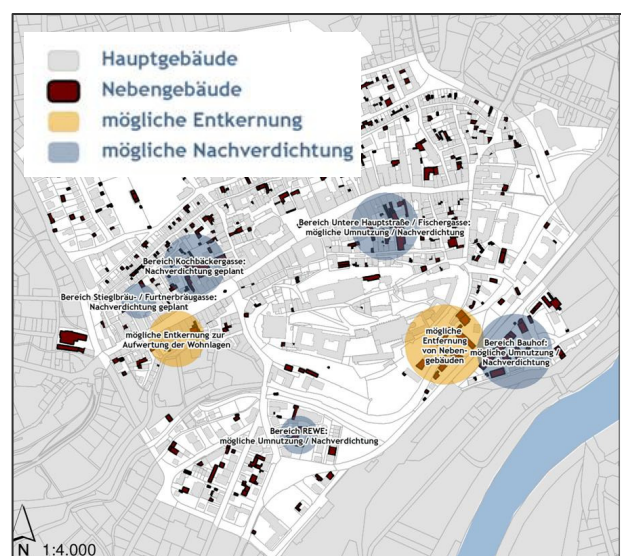 Hauptgebäude
Nebengebäude
mögliche Entkernung
mögliche Nachverdichtung
Bereich Untere Hauptstraße / Fischergasse:
mögliche Umnutzung / Nachverdichtung
Bereich Kochbäckergasse:
Nachverdichtung geplant
Bereich Stieglbräu- / Furtnerbräugasse:
Nachverdichtung geplant
mögliche Entkernung zur
Aufwertung der Wohnlagen
mögliche
Entfernung
von Neben-
gebäuden
Bereich Bauhof:
mögliche Umnutzung /
Nachverdichtung
Bereich REWE:
mögliche Umnutzung / Nachverdichtung
N 1:4.000